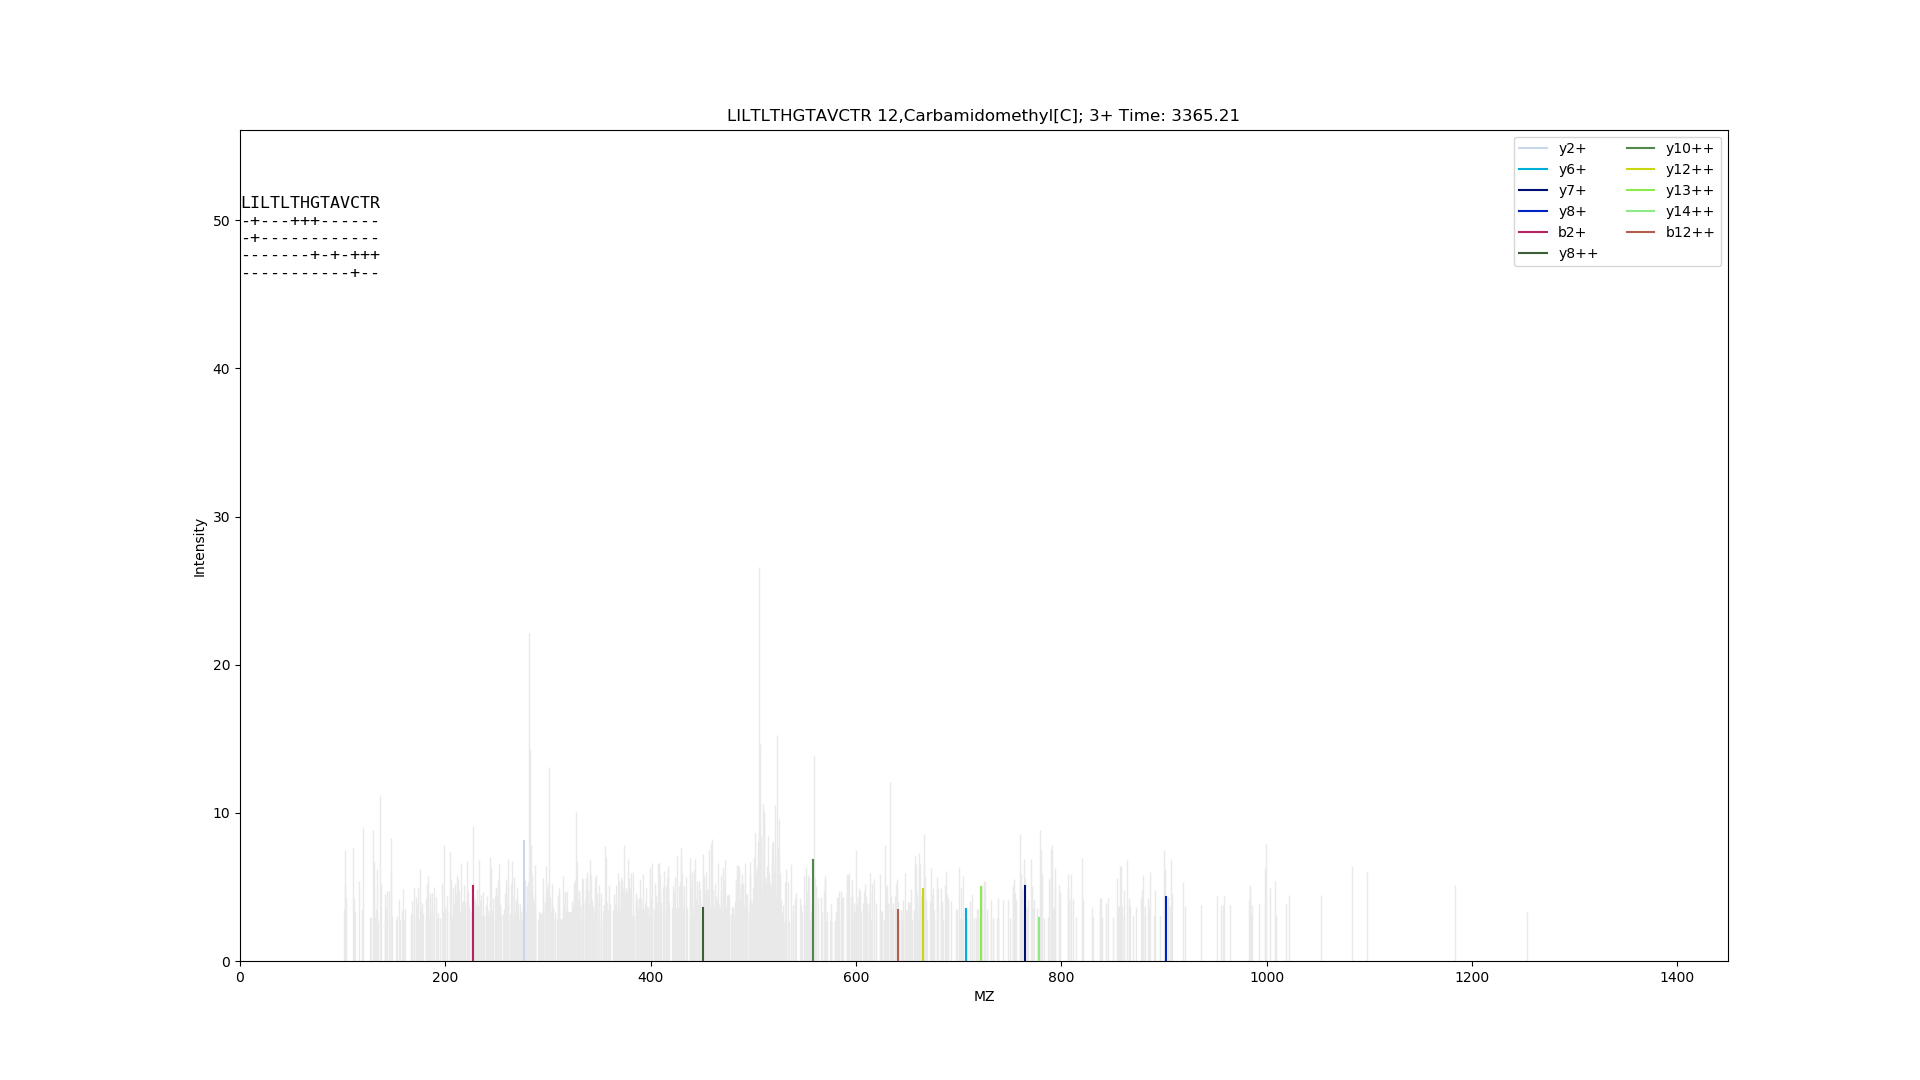 LILTLTHGTAVCTR 12,Carbamidomethyl[C]; 3+ Time: 3365.21
y2+
y6+
y7+
y8+
b2+
y8++
y10++
y12++
y13++
y14++
b12++
LILTLTHGTAVCTR
-+---+++------
-+------------
-------+-+-+++
-----------+--
50
40
30
20
10
0
Intensity
0 200 400 600 800 1000 1200 1400
MZ